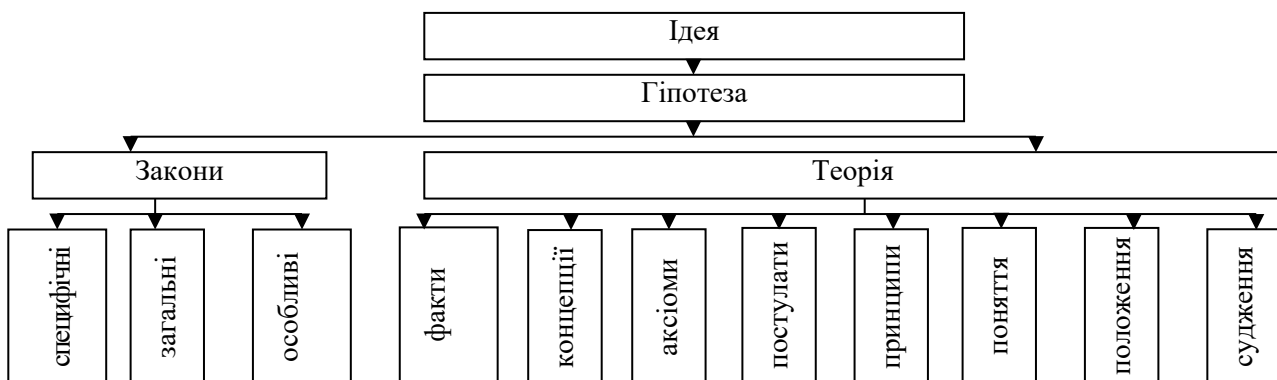 Ідея
Гіпотеза
Закони
Теорія
специфічні
загальні
особливі
факти
концепції
аксіоми
постулати
принципи
поняття
положення
судження